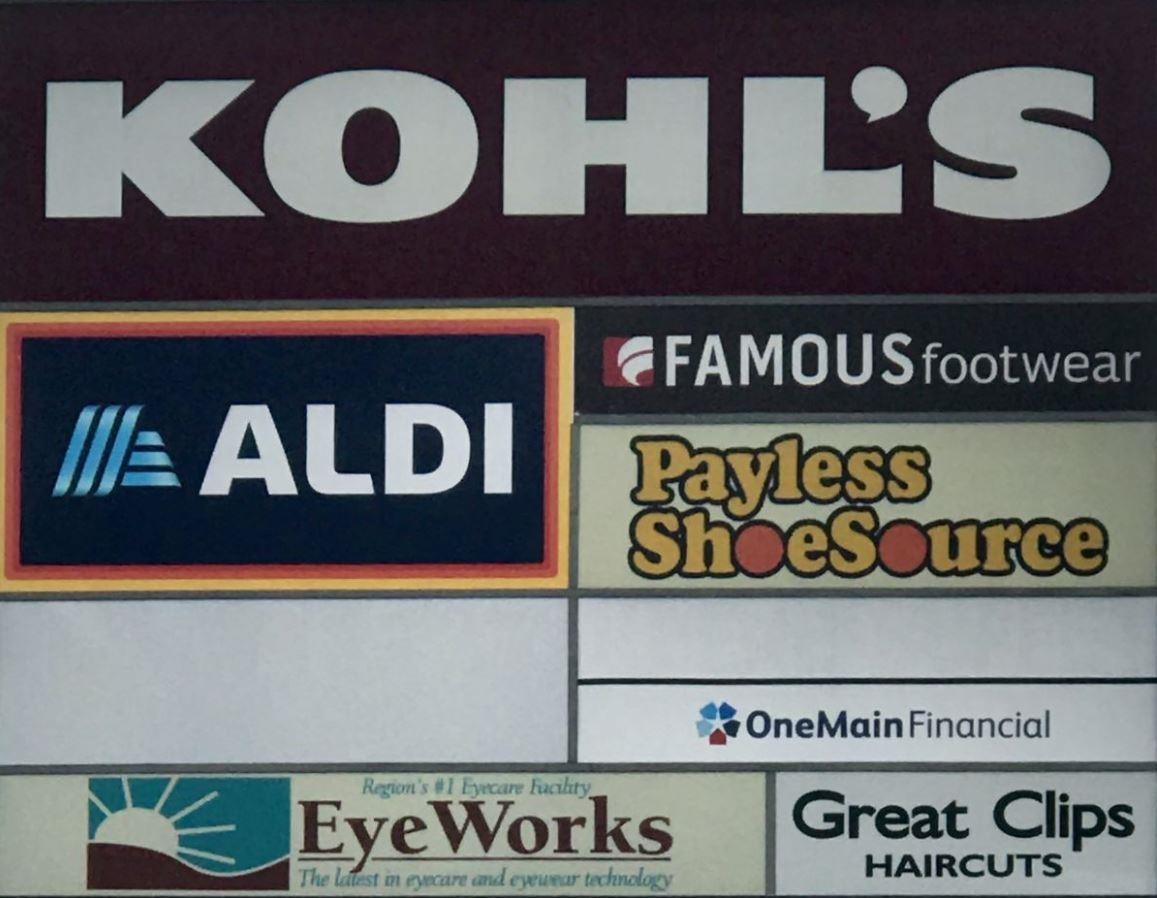 KOHL'S
ALDI
FAMOUS footwear
Payless
ShoeSource
OneMain Financial
Region's #1 Eyecare Facility
EyeWorks
The latest in eyecare and eyewear technology
Great Clips
HAIRCUTS